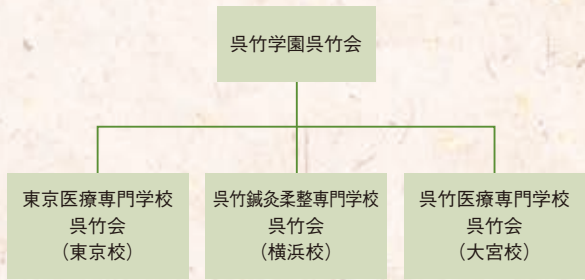 呉竹学園呉竹会
東京医療専門学校
呉竹会
（東京校）
呉竹鍼灸柔整専門学校
呉竹会
（横浜校）
呉竹医療専門学校
呉竹会
（大宮校）